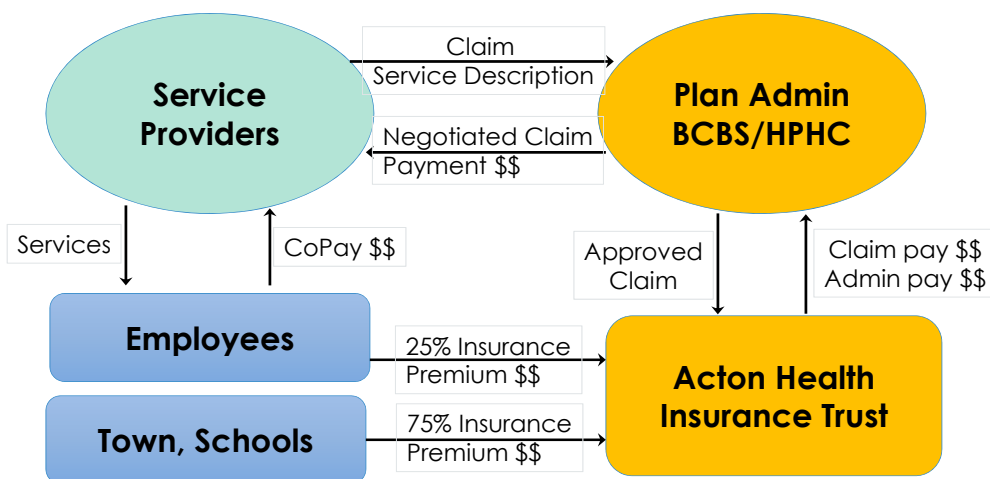 Claim
Service Description
Service
Providers
Plan Admin
BCBS/HPHC
Negotiated Claim
Payment $$
Services
CoPay $$
Approved
Claim
Claim pay $$
Admin pay $$
Employees
25% Insurance
Premium $$
Acton Health
Insurance Trust
Town, Schools
75% Insurance
Premium $$